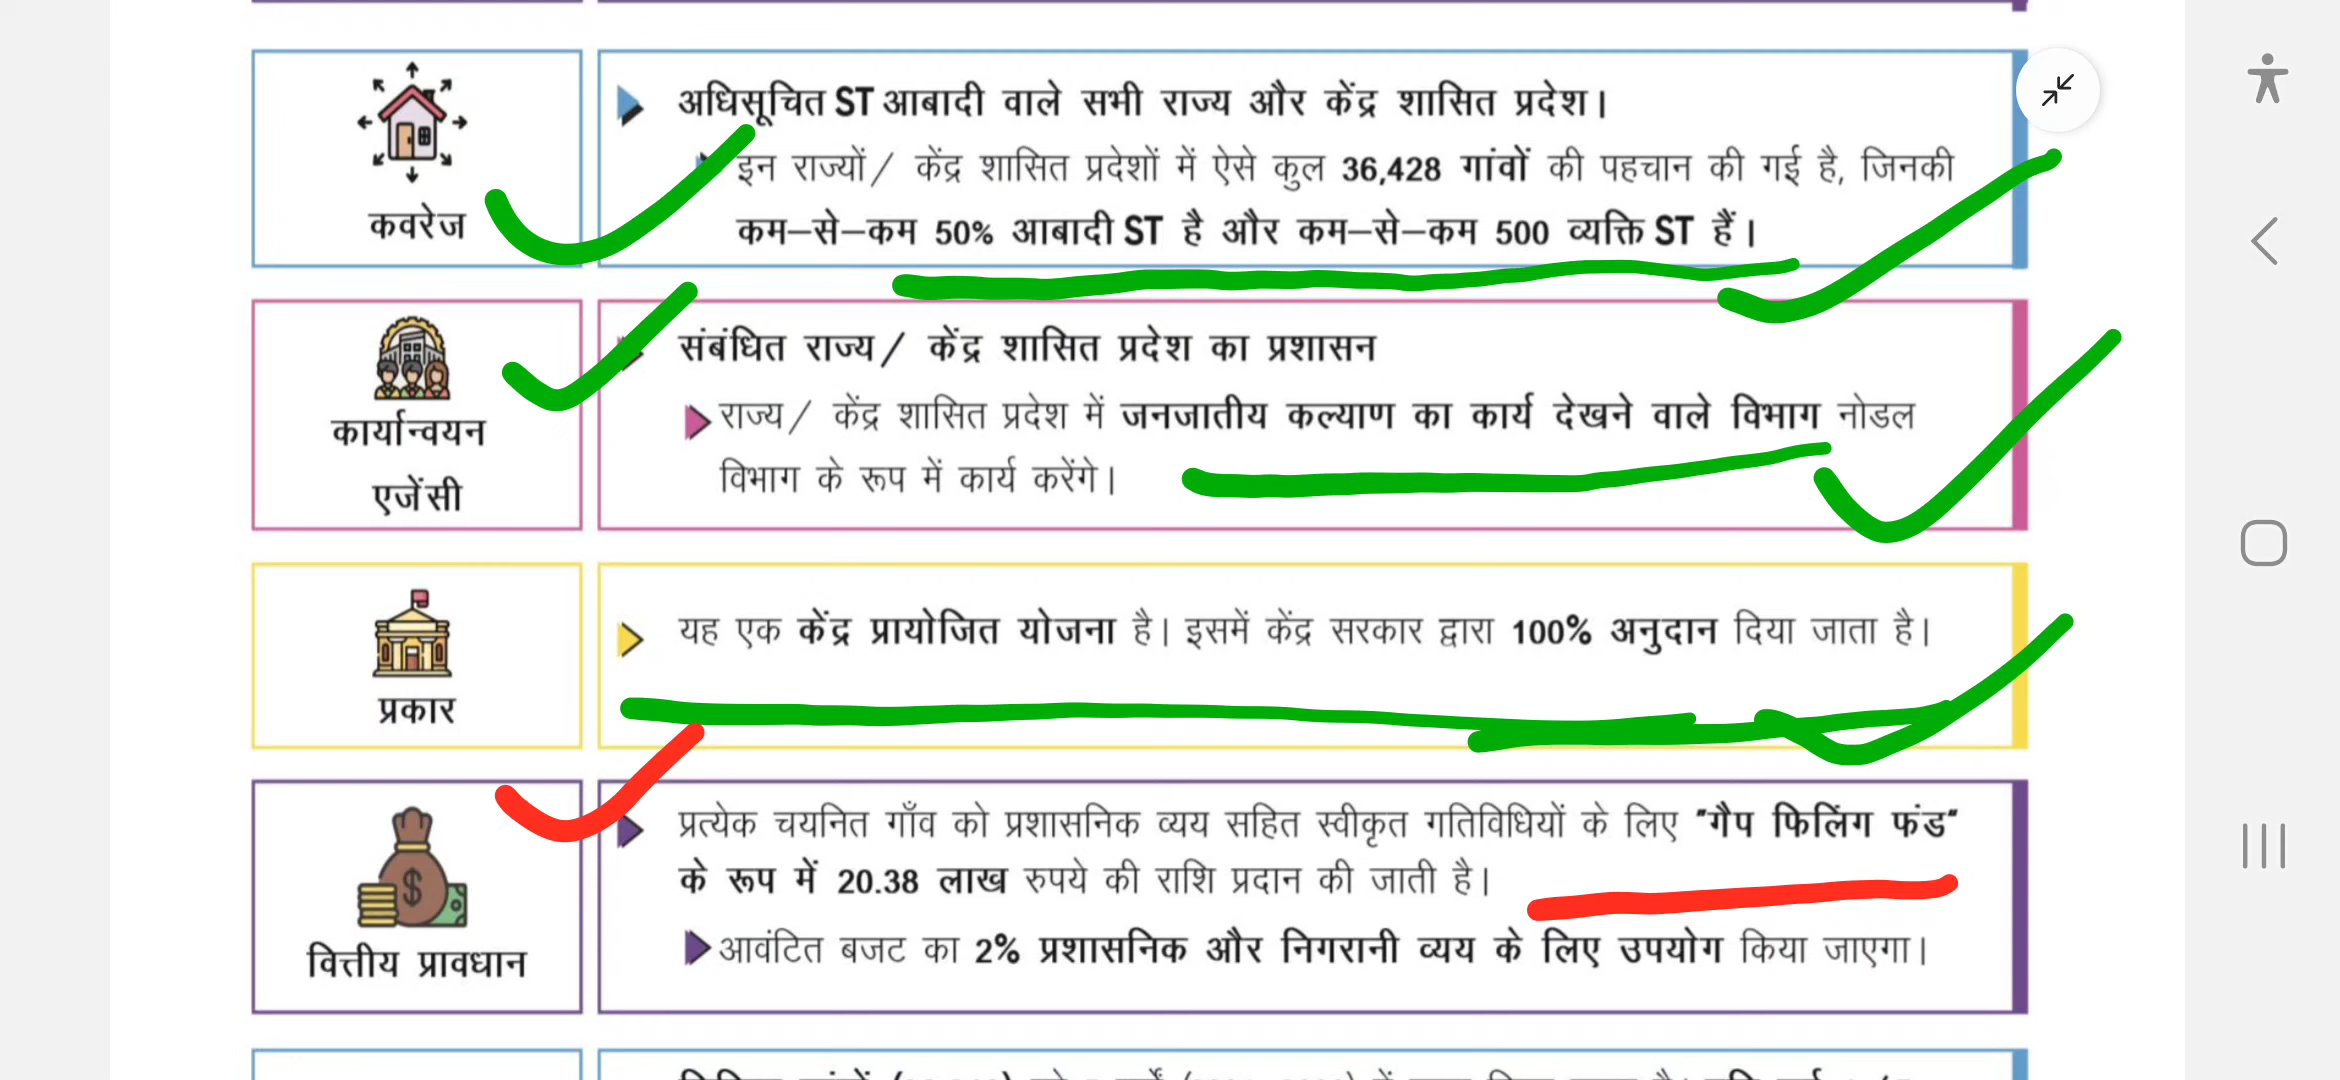 कवरेज
अधिसूचित ST आबादी वाले सभी राज्य और केंद्र शासित प्रदेश।
इन राज्यों/ केंद्र शासित प्रदेशों में ऐसे कुल 36,428 गांवों की पहचान की गई है, जिनकी
कम–से–कम 50% आबादी ST है और कम–से–कम 500 व्यक्ति ST हैं।
कार्यान्वयन
एजेंसी
संबंधित राज्य/ केंद्र शासित प्रदेश का प्रशासन
राज्य/ केंद्र शासित प्रदेश में जनजातीय कल्याण का कार्य देखने वाले विभाग नोडल
विभाग के रूप में कार्य करेंगे।
प्रकार
यह एक केंद्र प्रायोजित योजना है। इसमें केंद्र सरकार द्वारा 100% अनुदान दिया जाता है।
वित्तीय प्रावधान
प्रत्येक चयनित गाँव को प्रशासनिक व्यय सहित स्वीकृत गतिविधियों के लिए "गैप फिलिंग फंड"
के रूप में 20.38 लाख रुपये की राशि प्रदान की जाती है।
आवंटित बजट का 2% प्रशासनिक और निगरानी व्यय के लिए उपयोग किया जाएगा।